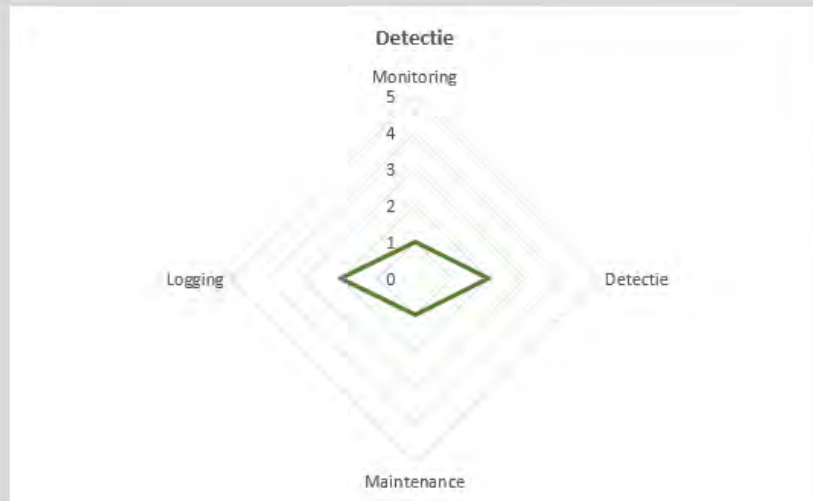 Detectie
Monitoring
5
4
3
2
1
0
Logging
Detectie
Maintenance